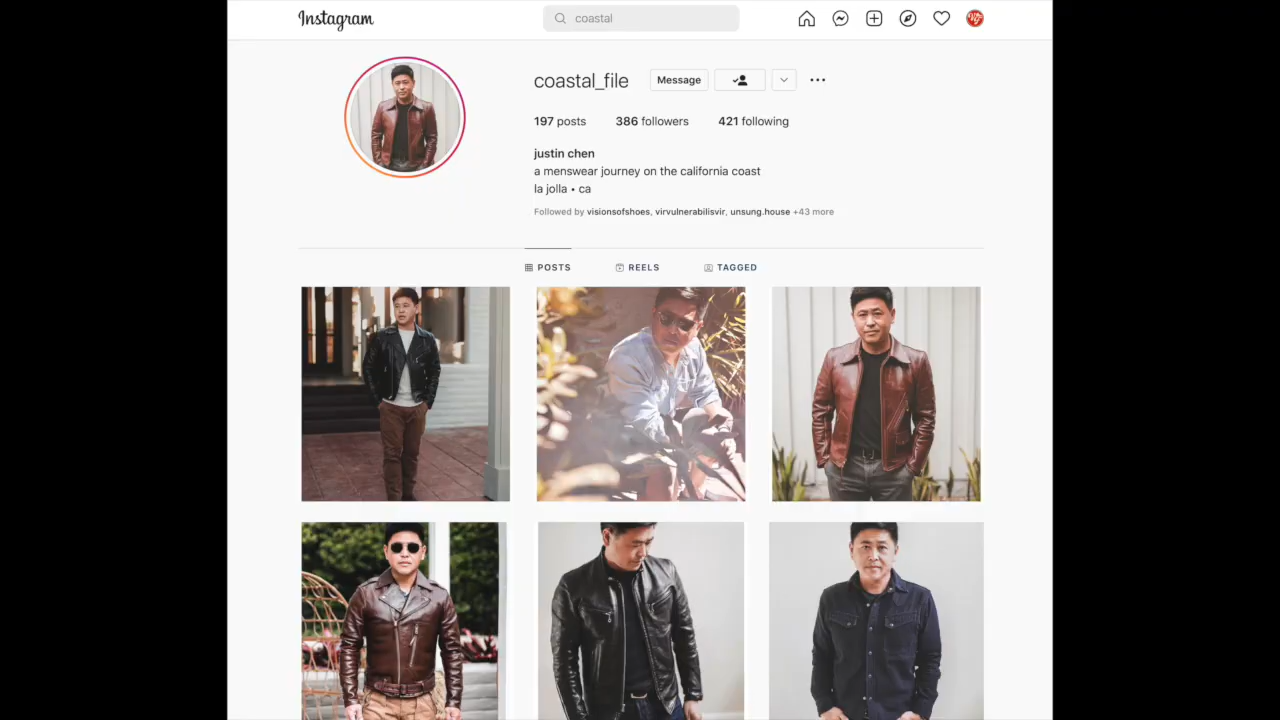 Instagram
coastal
coastal_file
Message
197 posts 386 followers 421 following
justin chen
a menswear journey on the california coast
la jolla • ca
Followed by visionsofshoes, virvulnerabilisvir, unsung.house +43 more
POSTS REELS TAGGED